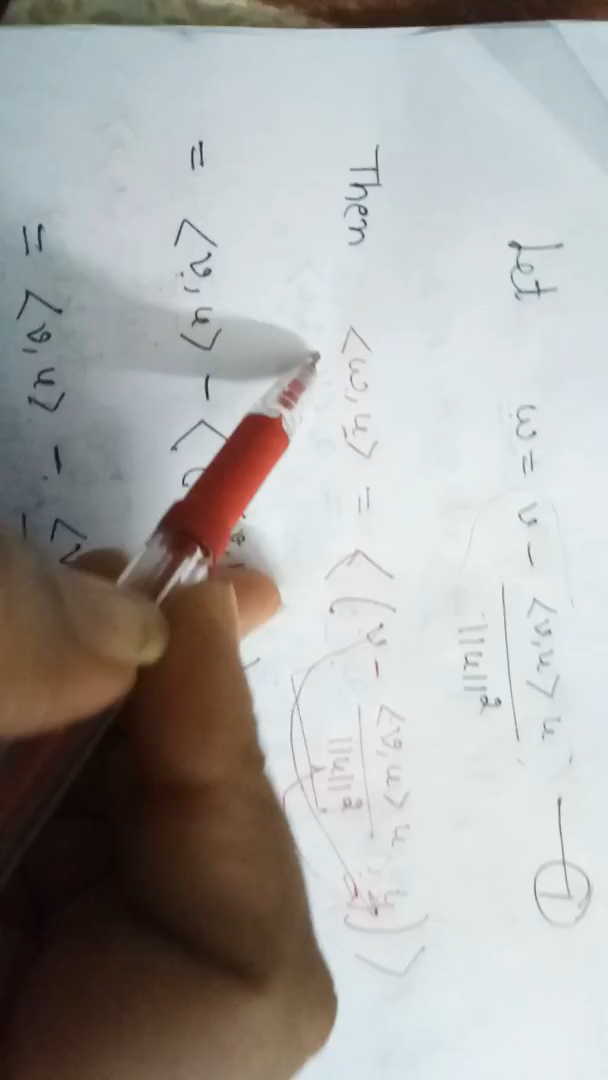 Let w = v - <v,u> u / ||u||² — ①
Then <w,u> = <(v - <v,u> u / ||u||² , u)>
= <v,u> - <
= <v,u> - <v